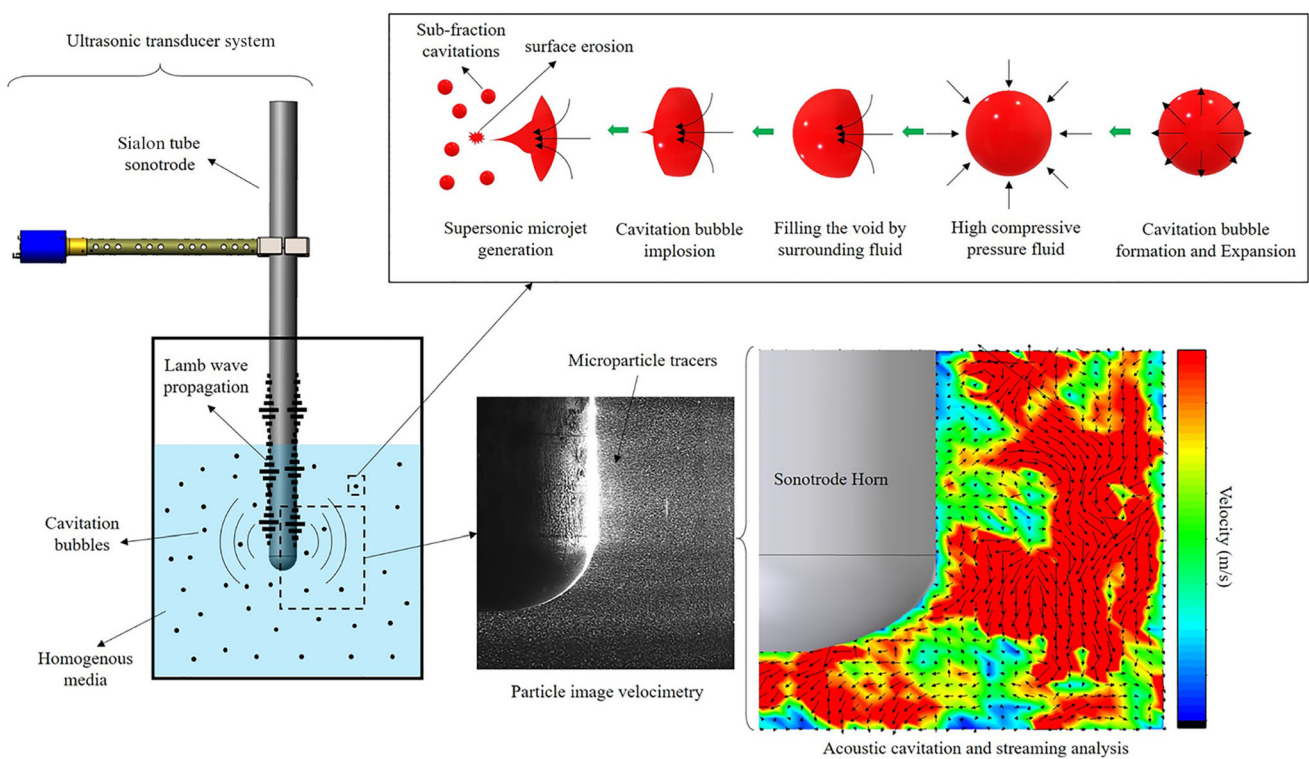 Ultrasonic transducer system
Sialon tube
sonotrode
Lamb wave
propagation
Cavitation
bubbles
Homogenous
media
Sub-fraction
cavitations
surface erosion
Supersonic microjet
generation
Cavitation bubble
implosion
Filling the void by
surrounding fluid
High compressive
pressure fluid
Cavitation bubble
formation and Expansion
Microparticle tracers
Particle image velocimetry
Sonotrode Horn
Velocity (m/s)
Acoustic cavitation and streaming analysis